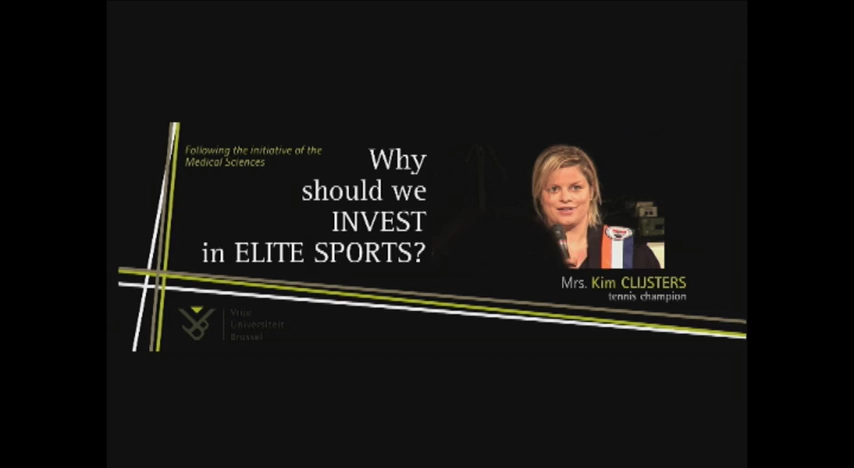 Following the initiative of the
Medical Sciences
Why
should we
INVEST
in ELITE SPORTS?
Mrs. Kim CLIJSTERS
tennis champion
Vrije
Universiteit
Brussel